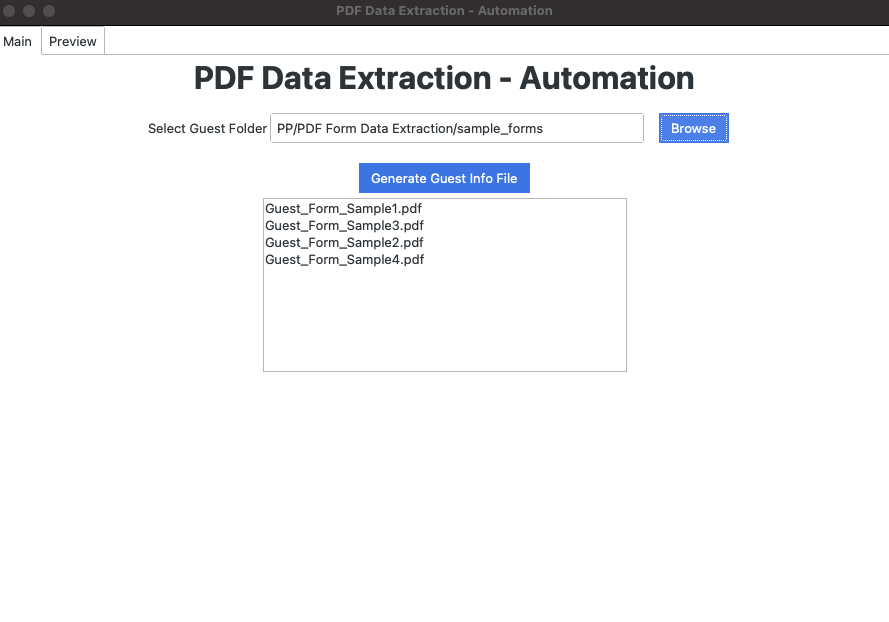 PDF Data Extraction - Automation
Main Preview
PDF Data Extraction - Automation
Select Guest Folder PP/PDF Form Data Extraction/sample_forms Browse
Generate Guest Info File
Guest_Form_Sample1.pdf
Guest_Form_Sample3.pdf
Guest_Form_Sample2.pdf
Guest_Form_Sample4.pdf